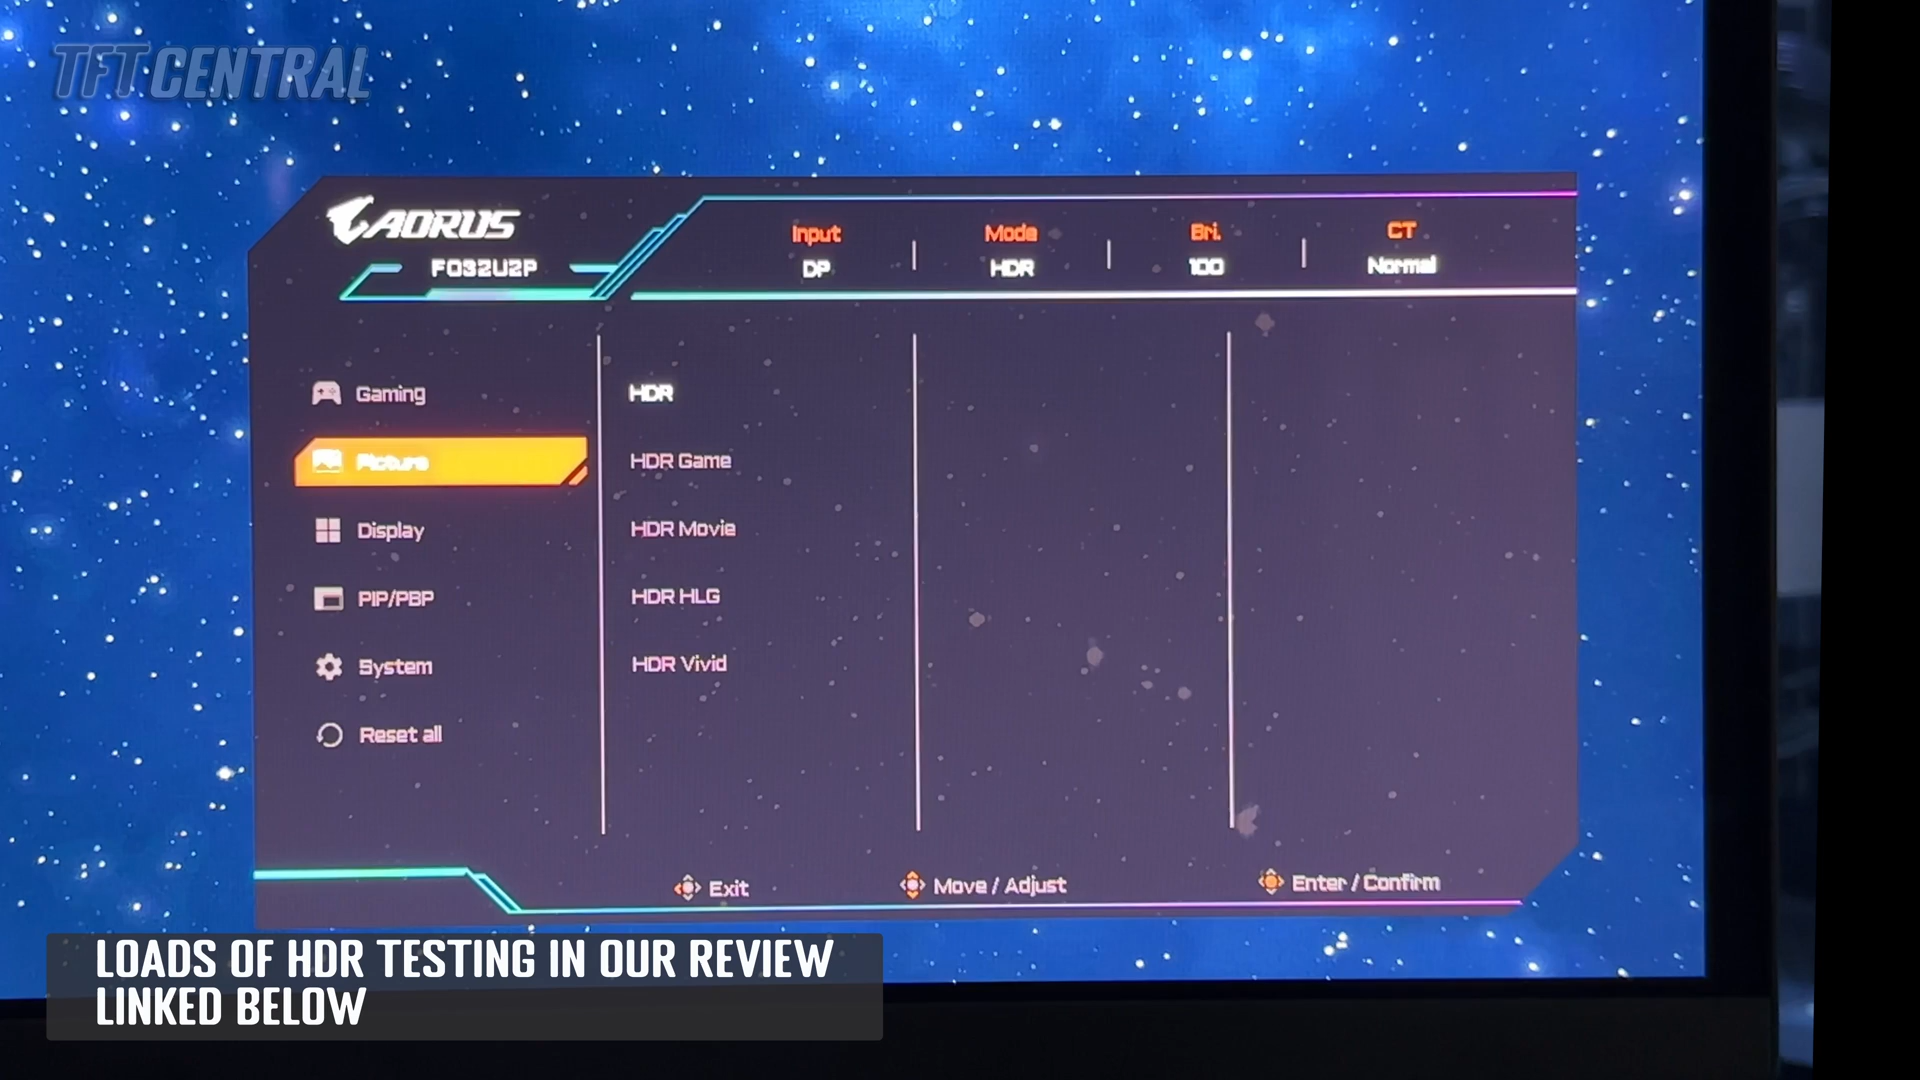 TFTCENTRAL
AORUS
FO32U2P
Input
DP
Mode
HDR
Bri.
100
CT
Normal
Gaming
Picture
Display
PIP/PBP
System
Reset all
HDR
HDR Game
HDR Movie
HDR HLG
HDR Vivid
Exit
Move / Adjust
Enter / Confirm
LOADS OF HDR TESTING IN OUR REVIEW
LINKED BELOW